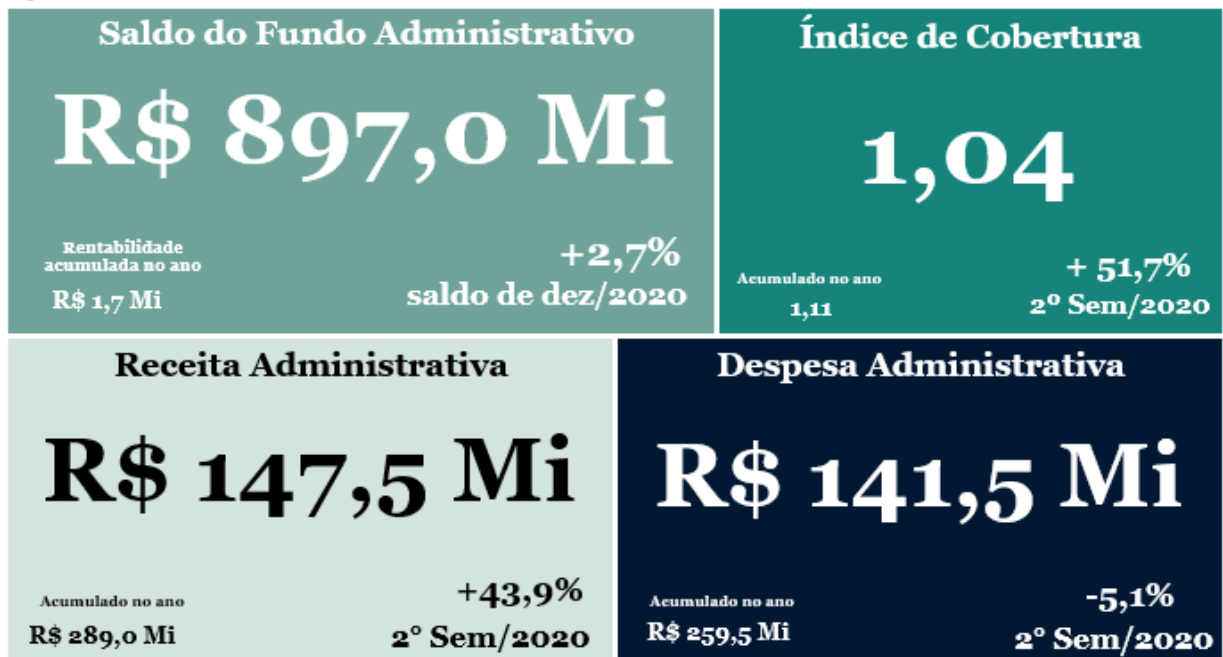 Saldo do Fundo Administrativo
R$ 897,0 Mi
Rentabilidade
acumulada no ano
R$ 1,7 Mi
+2,7%
saldo de dez/2020
Índice de Cobertura
1,04
Acumulado no ano
1,11
+ 51,7%
2º Sem/2020
Receita Administrativa
R$ 147,5 Mi
Acumulado no ano
R$ 289,0 Mi
+43,9%
2° Sem/2020
Despesa Administrativa
R$ 141,5 Mi
Acumulado no ano
R$ 259,5 Mi
-5,1%
2° Sem/2020